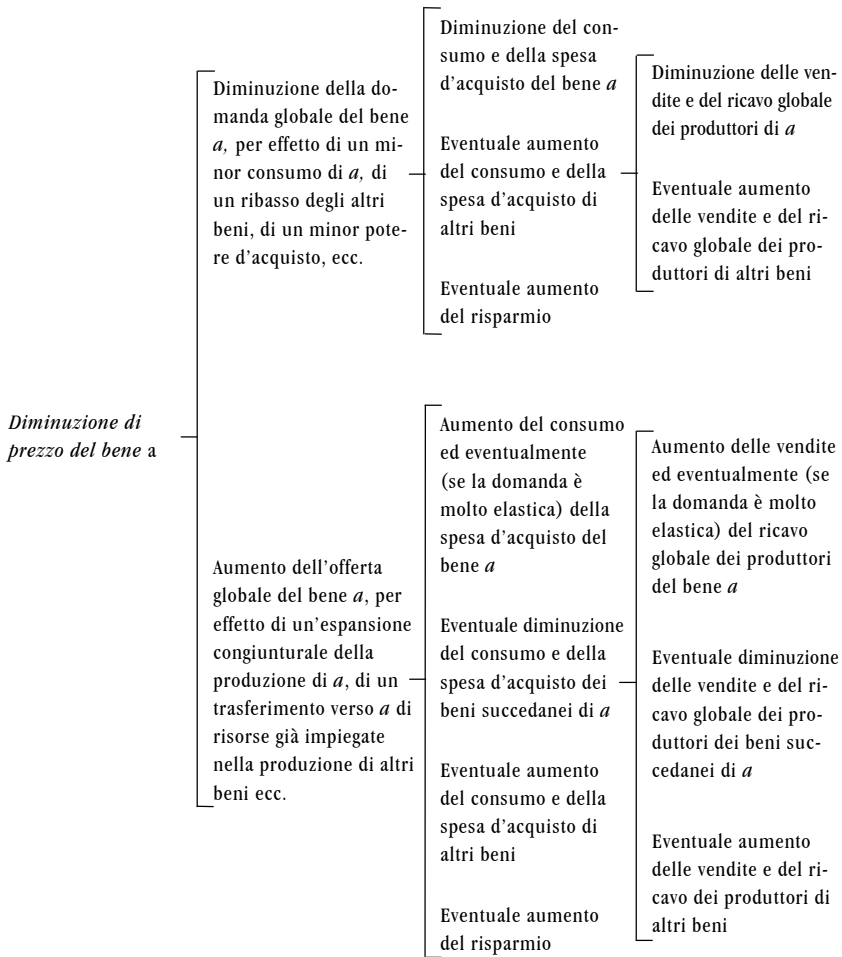 Diminuzione di
prezzo del bene a
Diminuzione della do-
manda globale del bene
a, per effetto di un mi-
nor consumo di a, di
un ribasso degli altri
beni, di un minor pote-
re d'acquisto, ecc.
Diminuzione del con-
sumo e della spesa
d'acquisto del bene a
Eventuale aumento
del consumo e della
spesa d'acquisto di
altri beni
Eventuale aumento
del risparmio
Diminuzione delle ven-
dite e del ricavo globale
dei produttori di a
Eventuale aumento
delle vendite e del ri-
cavo globale dei pro-
duttori di altri beni
Aumento dell'offerta
globale del bene a, per
effetto di un'espansione
congiunturale della
produzione di a, di un
trasferimento verso a di
risorse già impiegate
nella produzione di altri
beni ecc.
Aumento del consumo
ed eventualmente
(se la domanda è
molto elastica) della
spesa d'acquisto del
bene a
Eventuale diminuzione
del consumo e della
spesa d'acquisto dei
beni succedanei di a
Eventuale aumento
del consumo e della
spesa d'acquisto di
altri beni
Eventuale aumento
del risparmio
Aumento delle vendite
ed eventualmente (se
la domanda è molto
elastica) del ricavo
globale dei produttori
del bene a
Eventuale diminuzione
delle vendite e del ri-
cavo globale dei pro-
duttori dei beni suc-
cedanei di a
Eventuale aumento
delle vendite e del ri-
cavo dei produttori di
altri beni